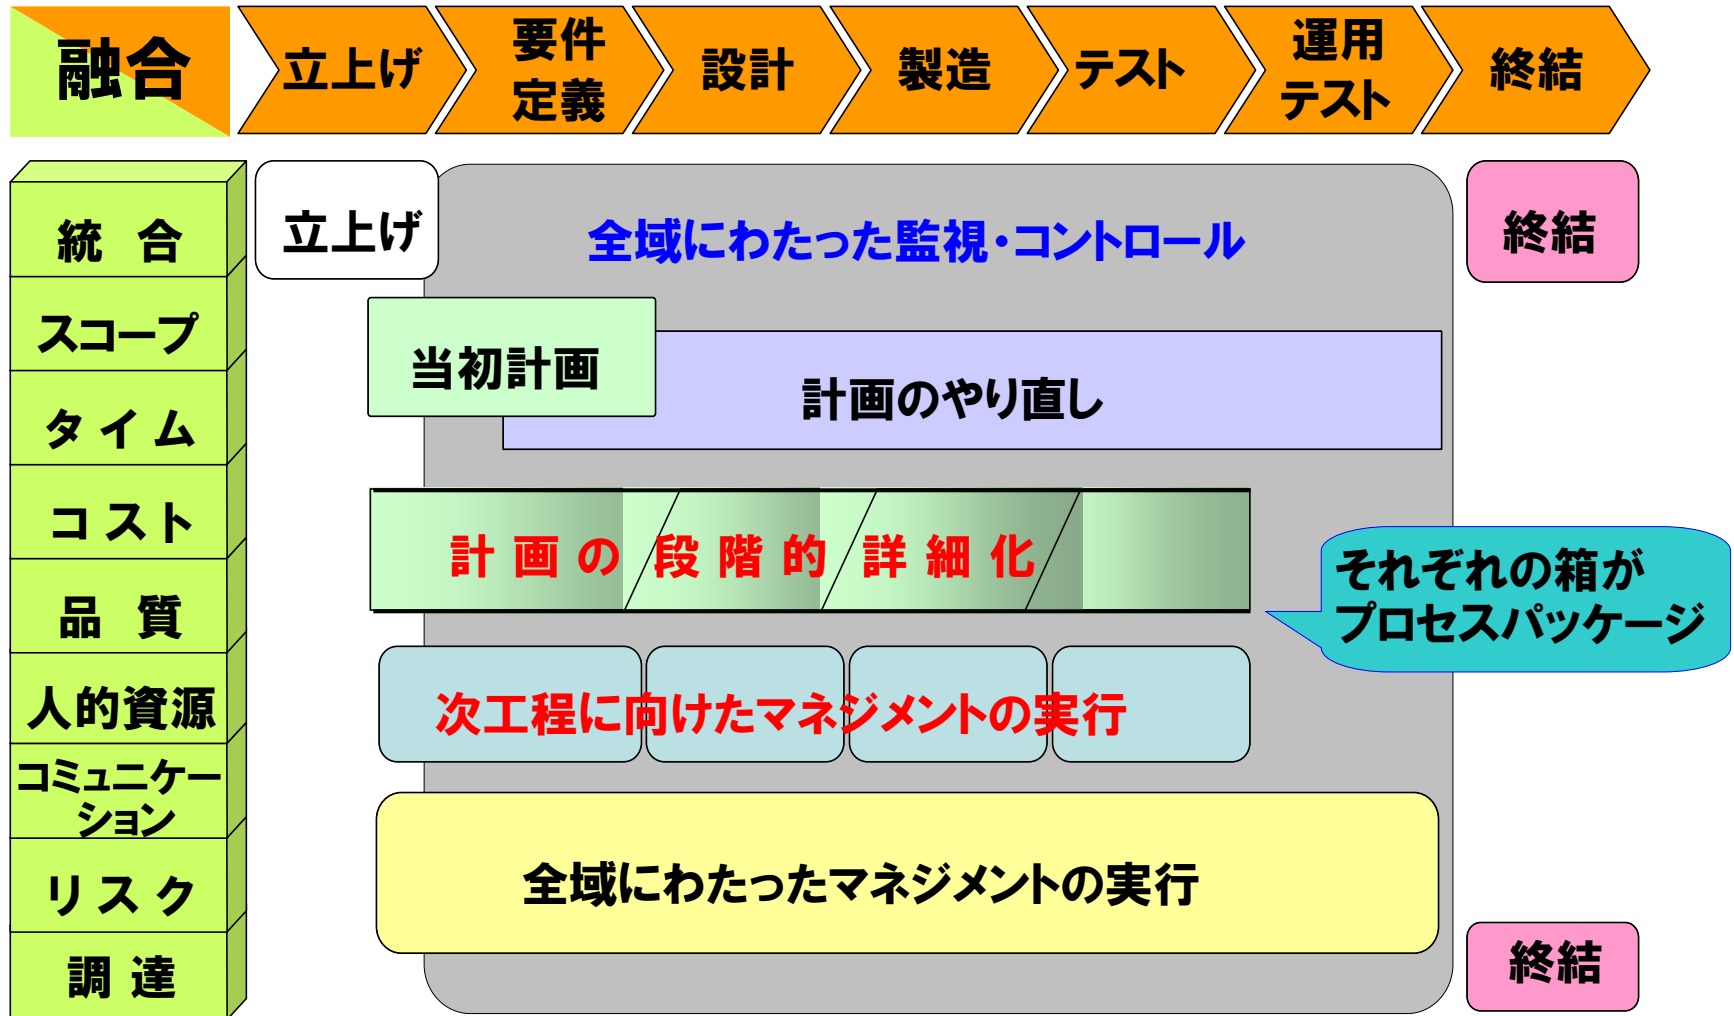 融合
立上げ
要件
定義
設計
製造
テスト
運用
テスト
終結
統 合
スコープ
タ イ ム
コ ス ト
品 質
人的資源
コミュニケー
ション
リ ス ク
調 達
立上げ
全域にわたった監視・コントロール
終結
当初計画
計画のやり直し
計 画 の 段 階 的 詳 細 化
それぞれの箱が
プロセスパッケージ
次工程に向けたマネジメントの実行
全域にわたったマネジメントの実行
終結